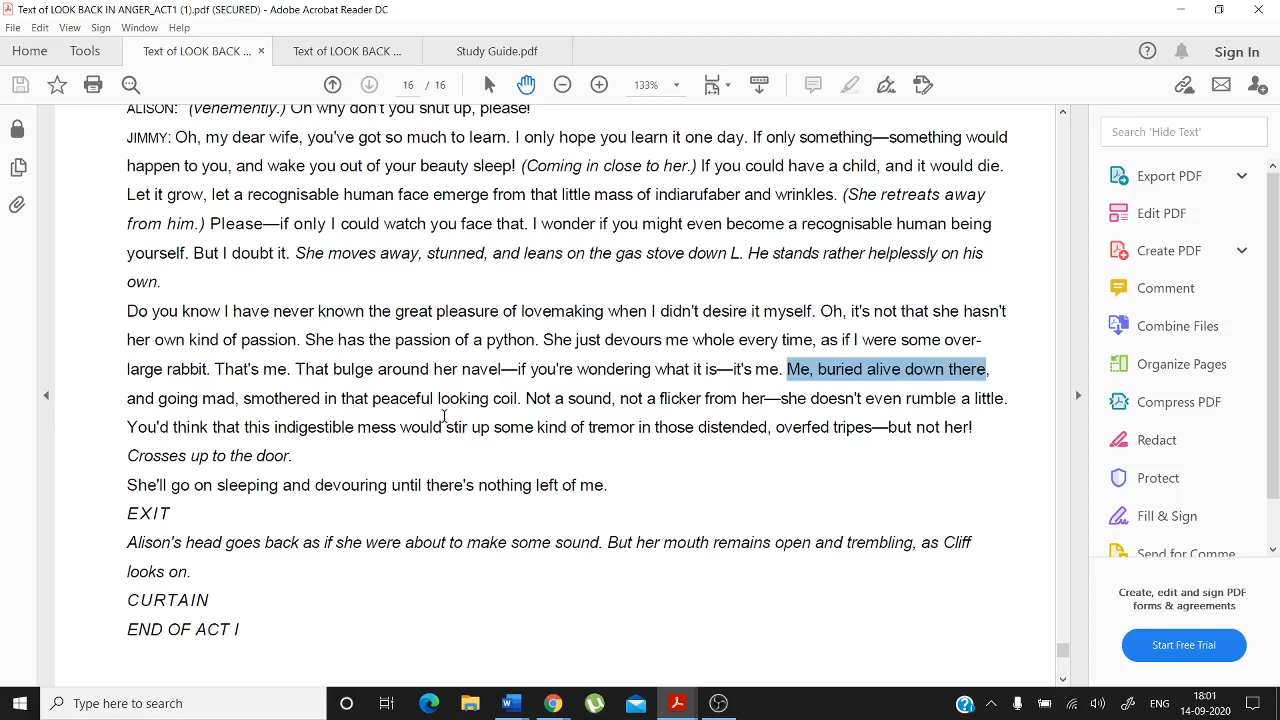 Text of LOOK BACK IN ANGER_ACT1 (1).pdf (SECURED) - Adobe Acrobat Reader DC
File Edit View Sign Window Help
Home Tools Text of LOOK BACK ... × Text of LOOK BACK ... Study Guide.pdf Sign In
16 / 16 133%
ALISON: (Vehemently.) Oh why don't you shut up, please!
JIMMY: Oh, my dear wife, you've got so much to learn. I only hope you learn it one day. If only something—something would
happen to you, and wake you out of your beauty sleep! (Coming in close to her.) If you could have a child, and it would die.
Let it grow, let a recognisable human face emerge from that little mass of indiarufaber and wrinkles. (She retreats away
from him.) Please—if only I could watch you face that. I wonder if you might even become a recognisable human being
yourself. But I doubt it. She moves away, stunned, and leans on the gas stove down L. He stands rather helplessly on his
own.
Do you know I have never known the great pleasure of lovemaking when I didn't desire it myself. Oh, it's not that she hasn't
her own kind of passion. She has the passion of a python. She just devours me whole every time, as if I were some over-
large rabbit. That's me. That bulge around her navel—if you're wondering what it is—it's me. Me, buried alive down there,
and going mad, smothered in that peaceful looking coil. Not a sound, not a flicker from her—she doesn't even rumble a little.
You'd think that this indigestible mess would stir up some kind of tremor in those distended, overfed tripes—but not her!
Crosses up to the door.
She'll go on sleeping and devouring until there's nothing left of me.
EXIT
Alison's head goes back as if she were about to make some sound. But her mouth remains open and trembling, as Cliff
looks on.
CURTAIN
END OF ACT I
Search 'Hide Text'
Export PDF
Edit PDF
Create PDF
Comment
Combine Files
Organize Pages
Compress PDF
Redact
Protect
Fill & Sign
Send for Comme
Create, edit and sign PDF
forms & agreements
Start Free Trial
Type here to search
ENG
18:01
14-09-2020